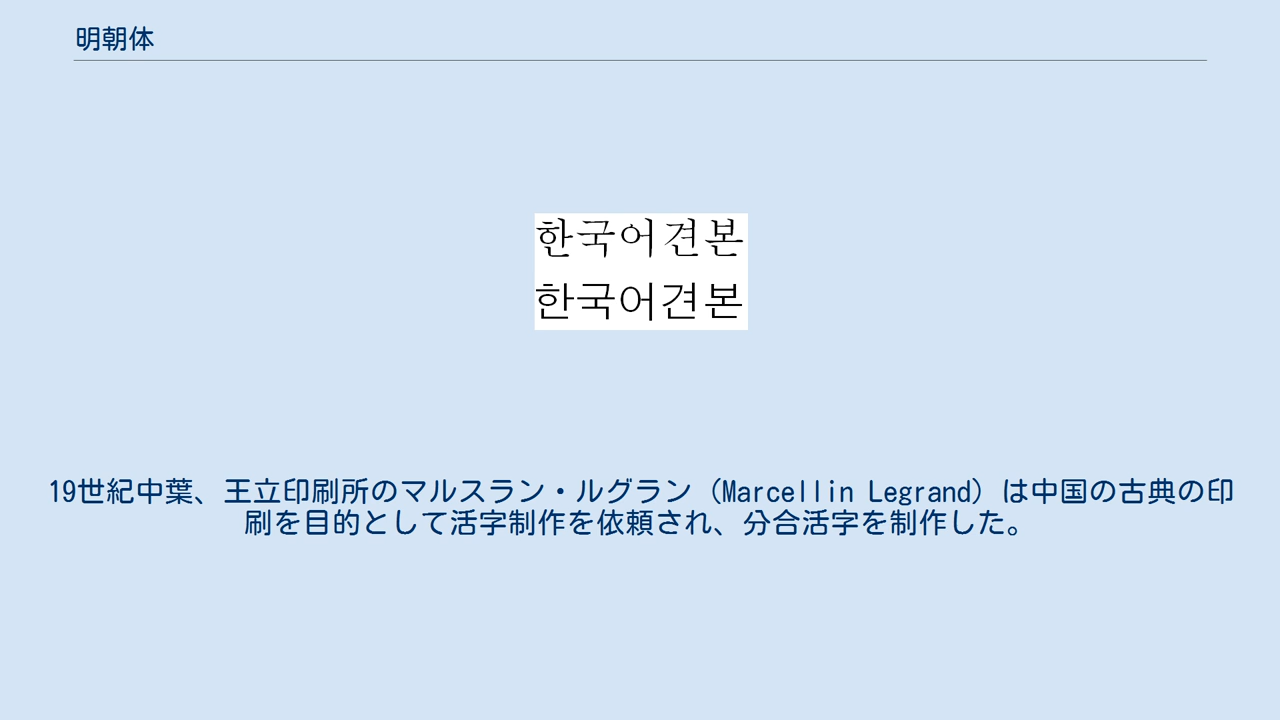 明朝体
한국어견본
한국어견본
19世紀中葉、王立印刷所のマルスラン・ルグラン（Marcellin Legrand）は中国の古典の印
刷を目的として活字制作を依頼され、分合活字を制作した。